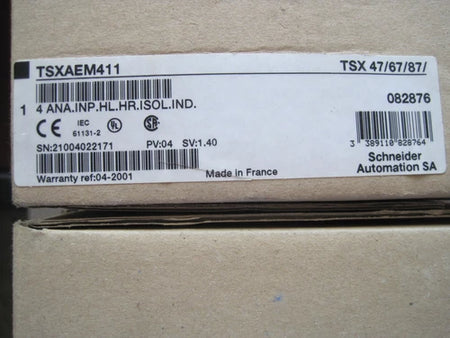 TSXAEM411 TSX 47/67/87/
1 4 ANA.INP.HL.HR.ISOL.IND. 082876
CE IEC 61131-2 UL SA
3 389110 828764
SN:21004022171 PV:04 SV:1.40
Schneider
Automation SA
Warranty ref:04-2001 Made in France